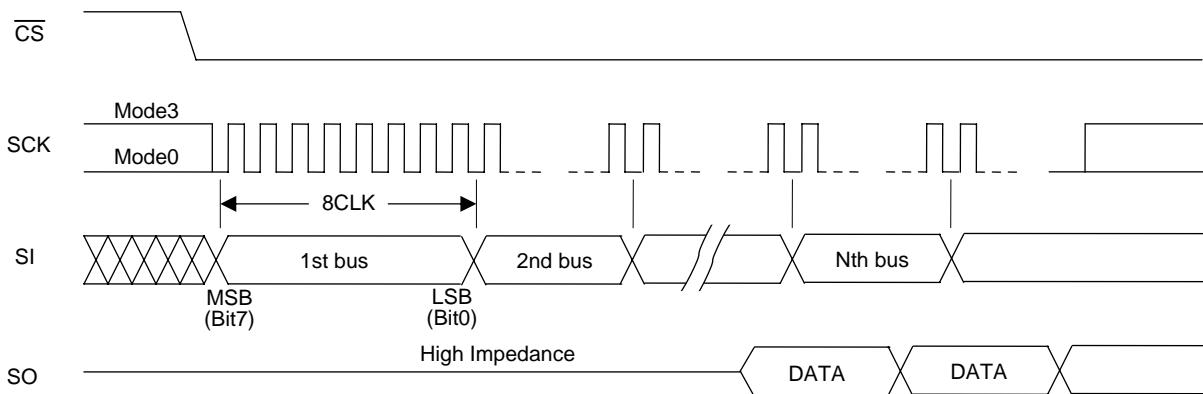 CS
Mode3
SCK
Mode0
8CLK
SI
1st bus
2nd bus
Nth bus
MSB
(Bit7)
LSB
(Bit0)
High Impedance
SO
DATA
DATA